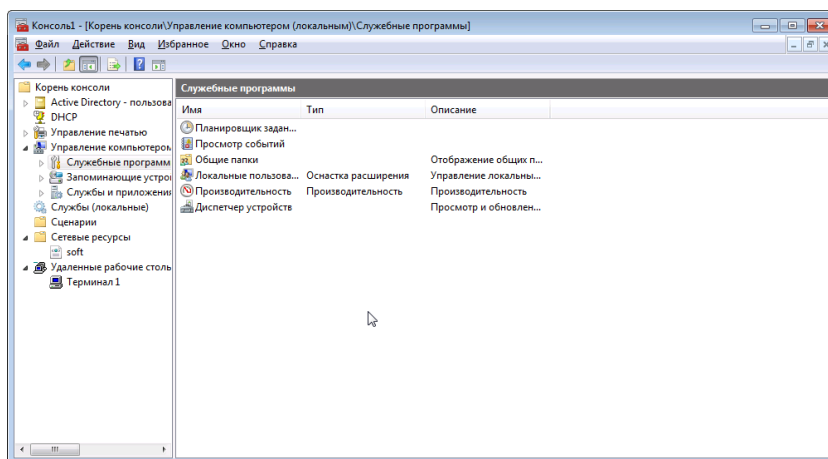 Консоль1 - [Корень консоли\Управление компьютером (локальным)\Служебные программы]
Файл Действие Вид Избранное Окно Справка
Корень консоли
Active Directory - пользова
DHCP
Управление печатью
Управление компьютером
Служебные программ
Запоминающие устро
Службы и приложения
Службы (локальные)
Сценарии
Сетевые ресурсы
soft
Удаленные рабочие столь
Терминал 1
Служебные программы
Имя Тип Описание
Планировщик задан...
Просмотр событий
Общие папки Отображение общих п...
Локальные пользова... Оснастка расширения Управление локальны...
Производительность Производительность Производительность
Диспетчер устройств Просмотр и обновлен...